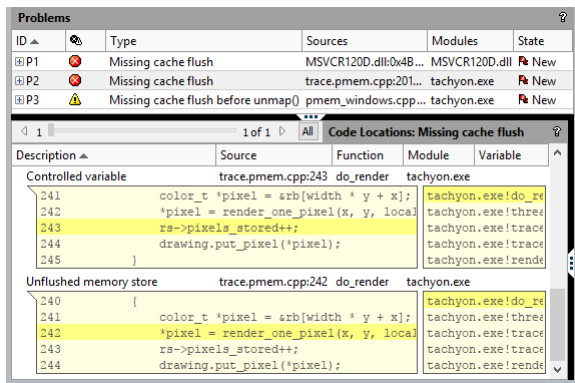 Problems ?
ID Type Sources Modules State
P1 Missing cache flush MSVCR120D.dll:0x4B... MSVCR120D.dll New
P2 Missing cache flush trace.pmem.cpp:201... tachyon.exe New
P3 Missing cache flush before unmap() pmem_windows.cpp... tachyon.exe New
1 1 of 1 All Code Locations: Missing cache flush ?
Description Source Function Module Variable
Controlled variable trace.pmem.cpp:243 do_render tachyon.exe
241 color_t *pixel = &rb[width * y + x]; tachyon.exe!do_re
242 *pixel = render_one_pixel(x, y, local tachyon.exe!threa
243 rs->pixels_stored++; tachyon.exe!trace
244 drawing.put_pixel(*pixel); tachyon.exe!trace
245 } tachyon.exe!rende
Unflushed memory store trace.pmem.cpp:242 do_render tachyon.exe
240 { tachyon.exe!do_re
241 color_t *pixel = &rb[width * y + x]; tachyon.exe!threa
242 *pixel = render_one_pixel(x, y, local tachyon.exe!trace
243 rs->pixels_stored++; tachyon.exe!trace
244 drawing.put_pixel(*pixel); tachyon.exe!rende